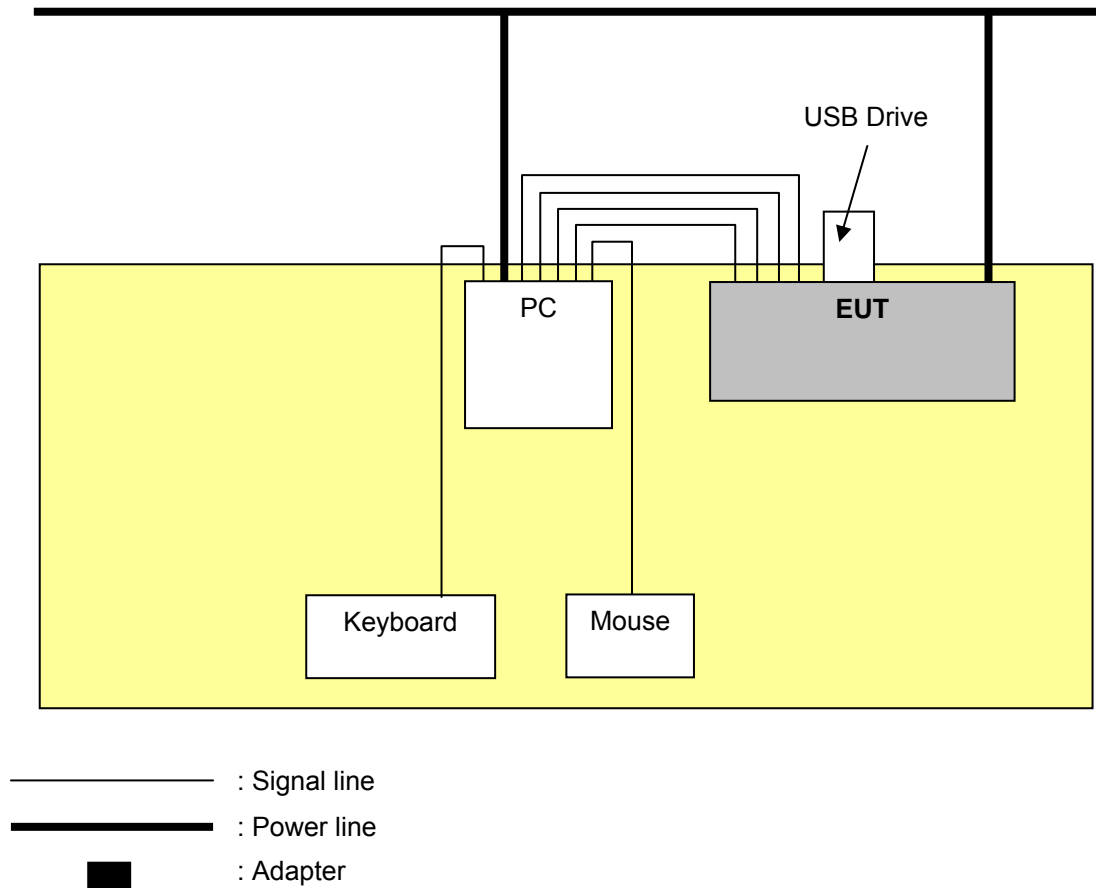 USB Drive
PC
EUT
Keyboard
Mouse
: Signal line
: Power line
: Adapter